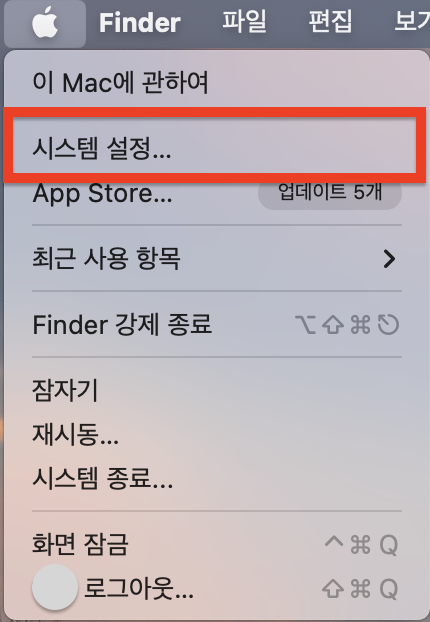 Finder 파일 편집 보기
이 Mac에 관하여
시스템 설정...
App Store... 업데이트 5개
최근 사용 항목
Finder 강제 종료 ⌥⇧⌘⎋
잠자기
재시동...
시스템 종료...
화면 잠금 ^⌘Q
로그아웃... ⇧⌘Q